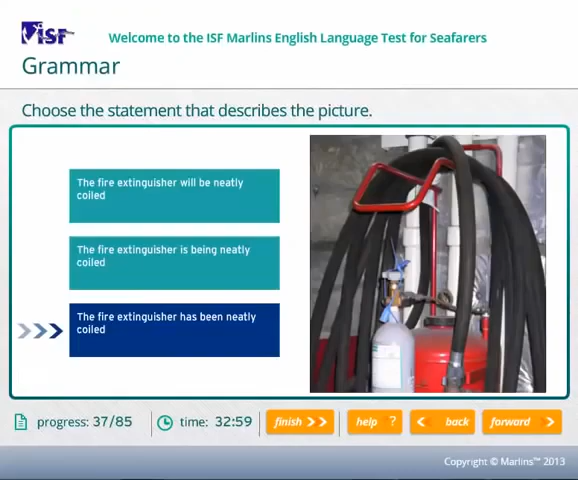 ISF
Welcome to the ISF Marlins English Language Test for Seafarers
Grammar
Choose the statement that describes the picture.
The fire extinguisher will be neatly
coiled
The fire extinguisher is being neatly
coiled
The fire extinguisher has been neatly
coiled
progress: 37/85
time: 32:59
finish >>
help ?
<< back
forward >
Copyright © Marlins™ 2013